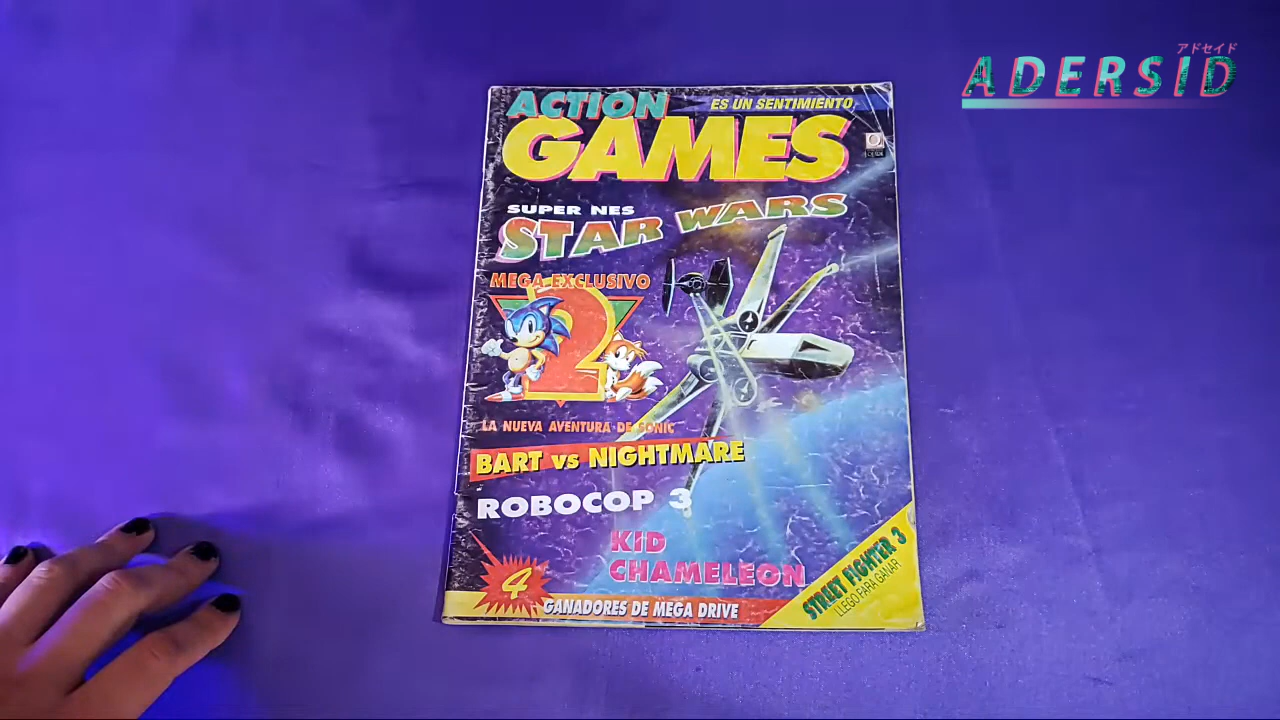 アドセイド
ADERSID
ACTION
ES UN SENTIMIENTO
GAMES
SUPER NES
STAR WARS
MEGA EXCLUSIVO
2
LA NUEVA AVENTURA DE SONIC
BART vs NIGHTMARE
ROBOCOP 3
KID
CHAMELEON
STREET FIGHTER 3
LLEGO PARA GANAR
4
GANADORES DE MEGA DRIVE